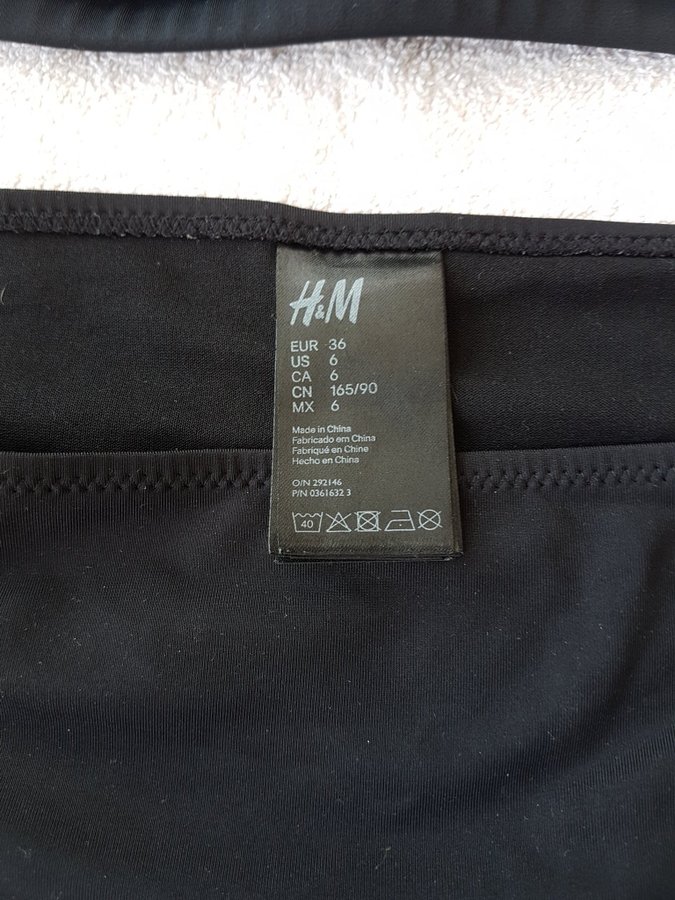 H&M
EUR 36
US 6
CA 6
CN 165/90
MX 6
Made in China
Fabricado em China
Fabriqué en Chine
Hecho en China
O/N 292146
P/N 0361632 3
40